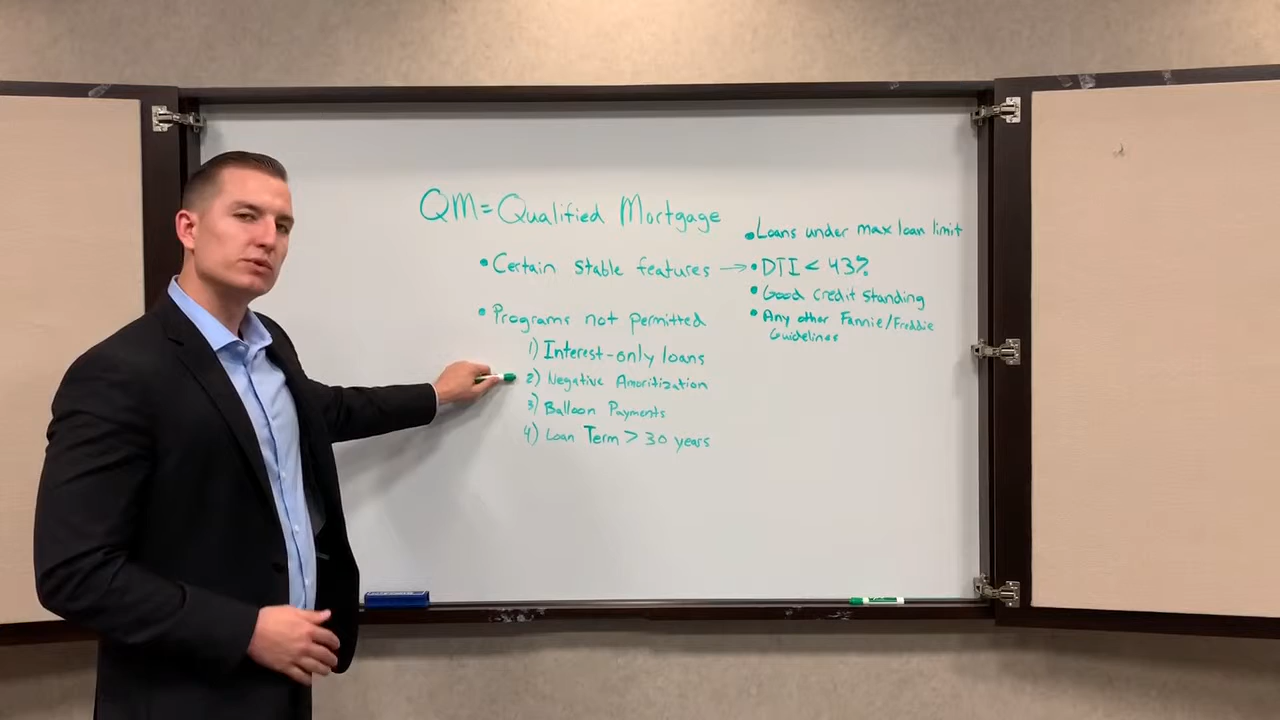 QM = Qualified Mortgage
• Certain stable features →
• Loans under max loan limit
• DTI < 43%
• Good credit standing
• Any other Fannie/Freddie
Guidelines
• Programs not permitted
1) Interest-only loans
2) Negative Amoritization
3) Balloon Payments
4) Loan Term > 30 years